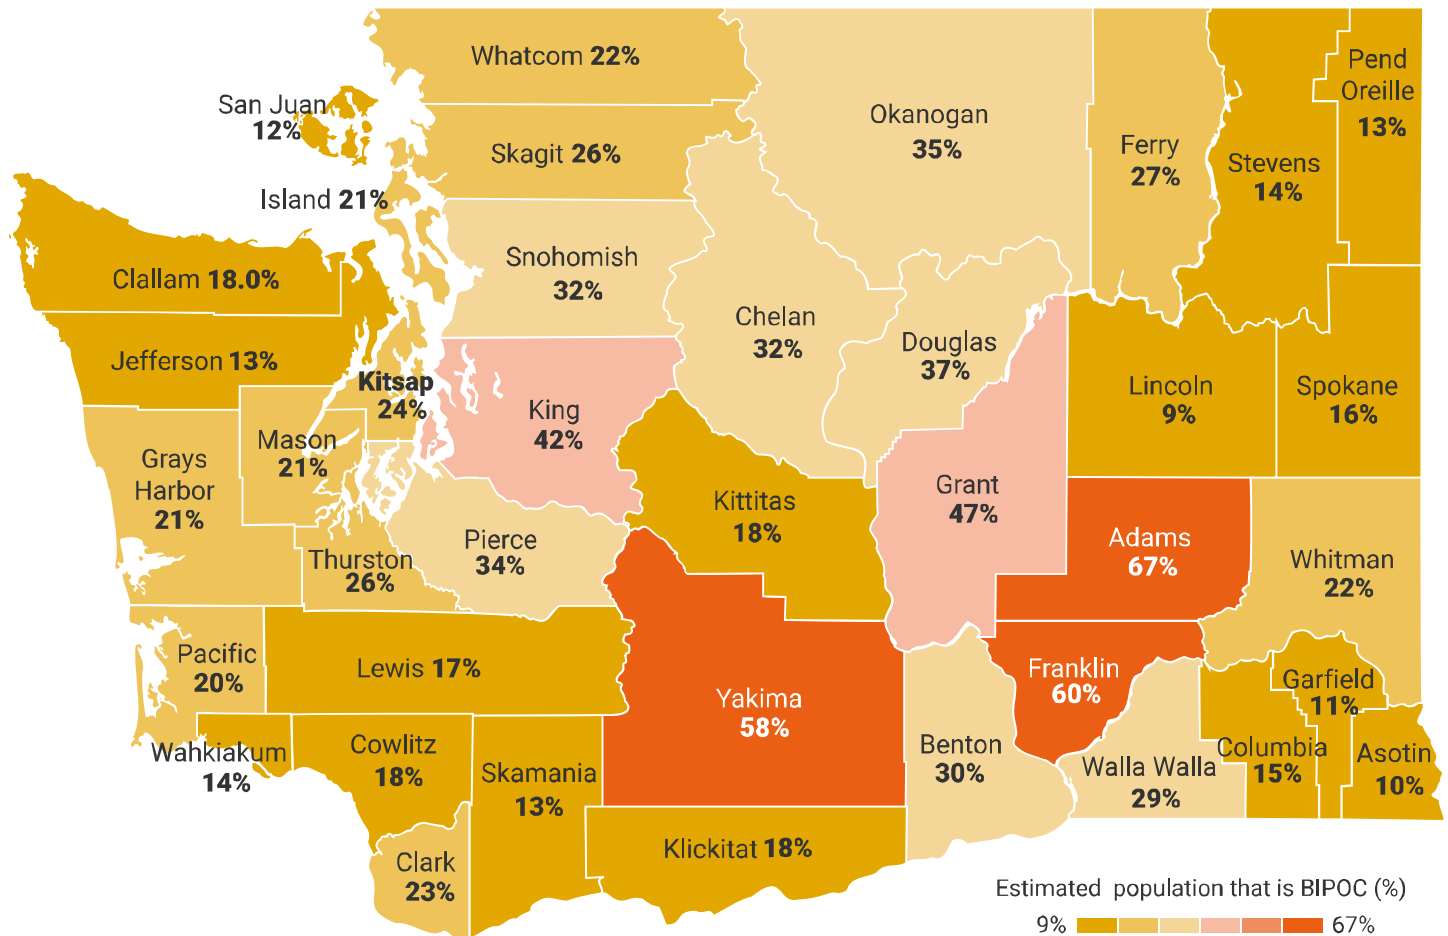 Whatcom 22%
San Juan
12%
Skagit 26%
Island 21%
Okanogan
35%
Ferry
27%
Stevens
14%
Pend
Oreille
13%
Clallam 18.0%
Snohomish
32%
Jefferson 13%
Chelan
32%
Douglas
37%
Kitsap
24%
King
42%
Lincoln
9%
Spokane
16%
Mason
21%
Grays
Harbor
21%
Kittitas
18%
Grant
47%
Adams
67%
Whitman
22%
Thurston
26%
Pierce
34%
Pacific
20%
Lewis 17%
Yakima
58%
Franklin
60%
Garfield
11%
Wahkiakum
14%
Cowlitz
18%
Skamania
13%
Benton
30%
Walla Walla
29%
Columbia
15%
Asotin
10%
Clark
23%
Klickitat 18%
Estimated population that is BIPOC (%)
9% 67%